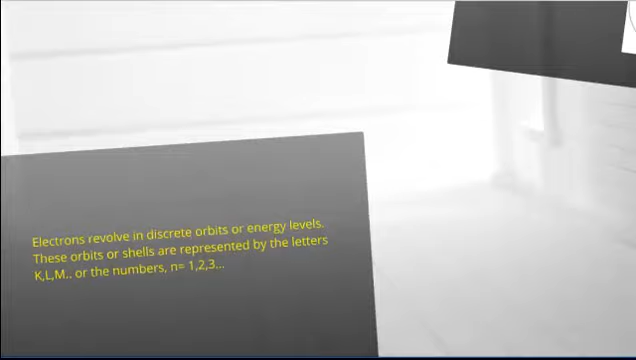 Electrons revolve in discrete orbits or energy levels.
These orbits or shells are represented by the letters
K,L,M.. or the numbers, n= 1,2,3...